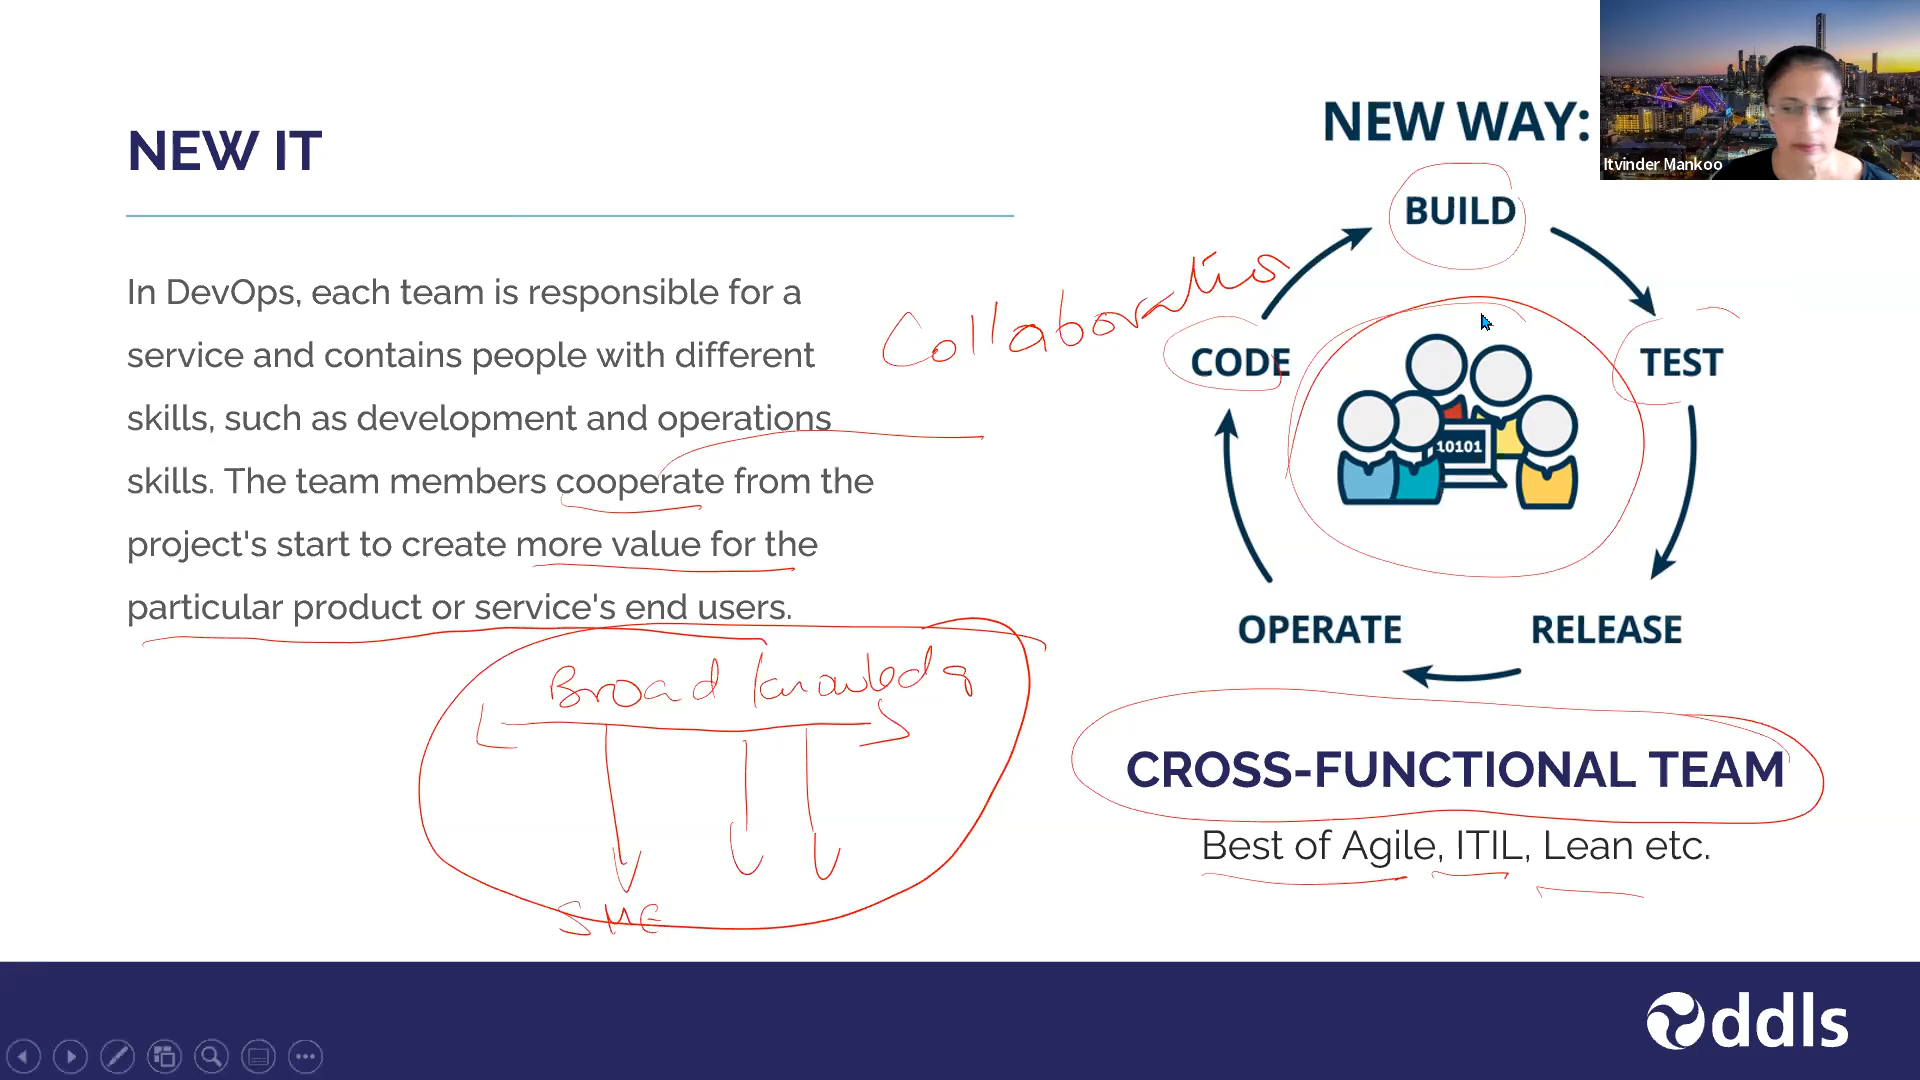 NEW IT
In DevOps, each team is responsible for a
service and contains people with different
skills, such as development and operations
skills. The team members cooperate from the
project's start to create more value for the
particular product or service's end users.
Collaboratio
Broad knowledg
SME
NEW WAY:
BUILD
CODE
TEST
10101
OPERATE
RELEASE
CROSS-FUNCTIONAL TEAM
Best of Agile, ITIL, Lean etc.
Itvinder Mankoo
ddls